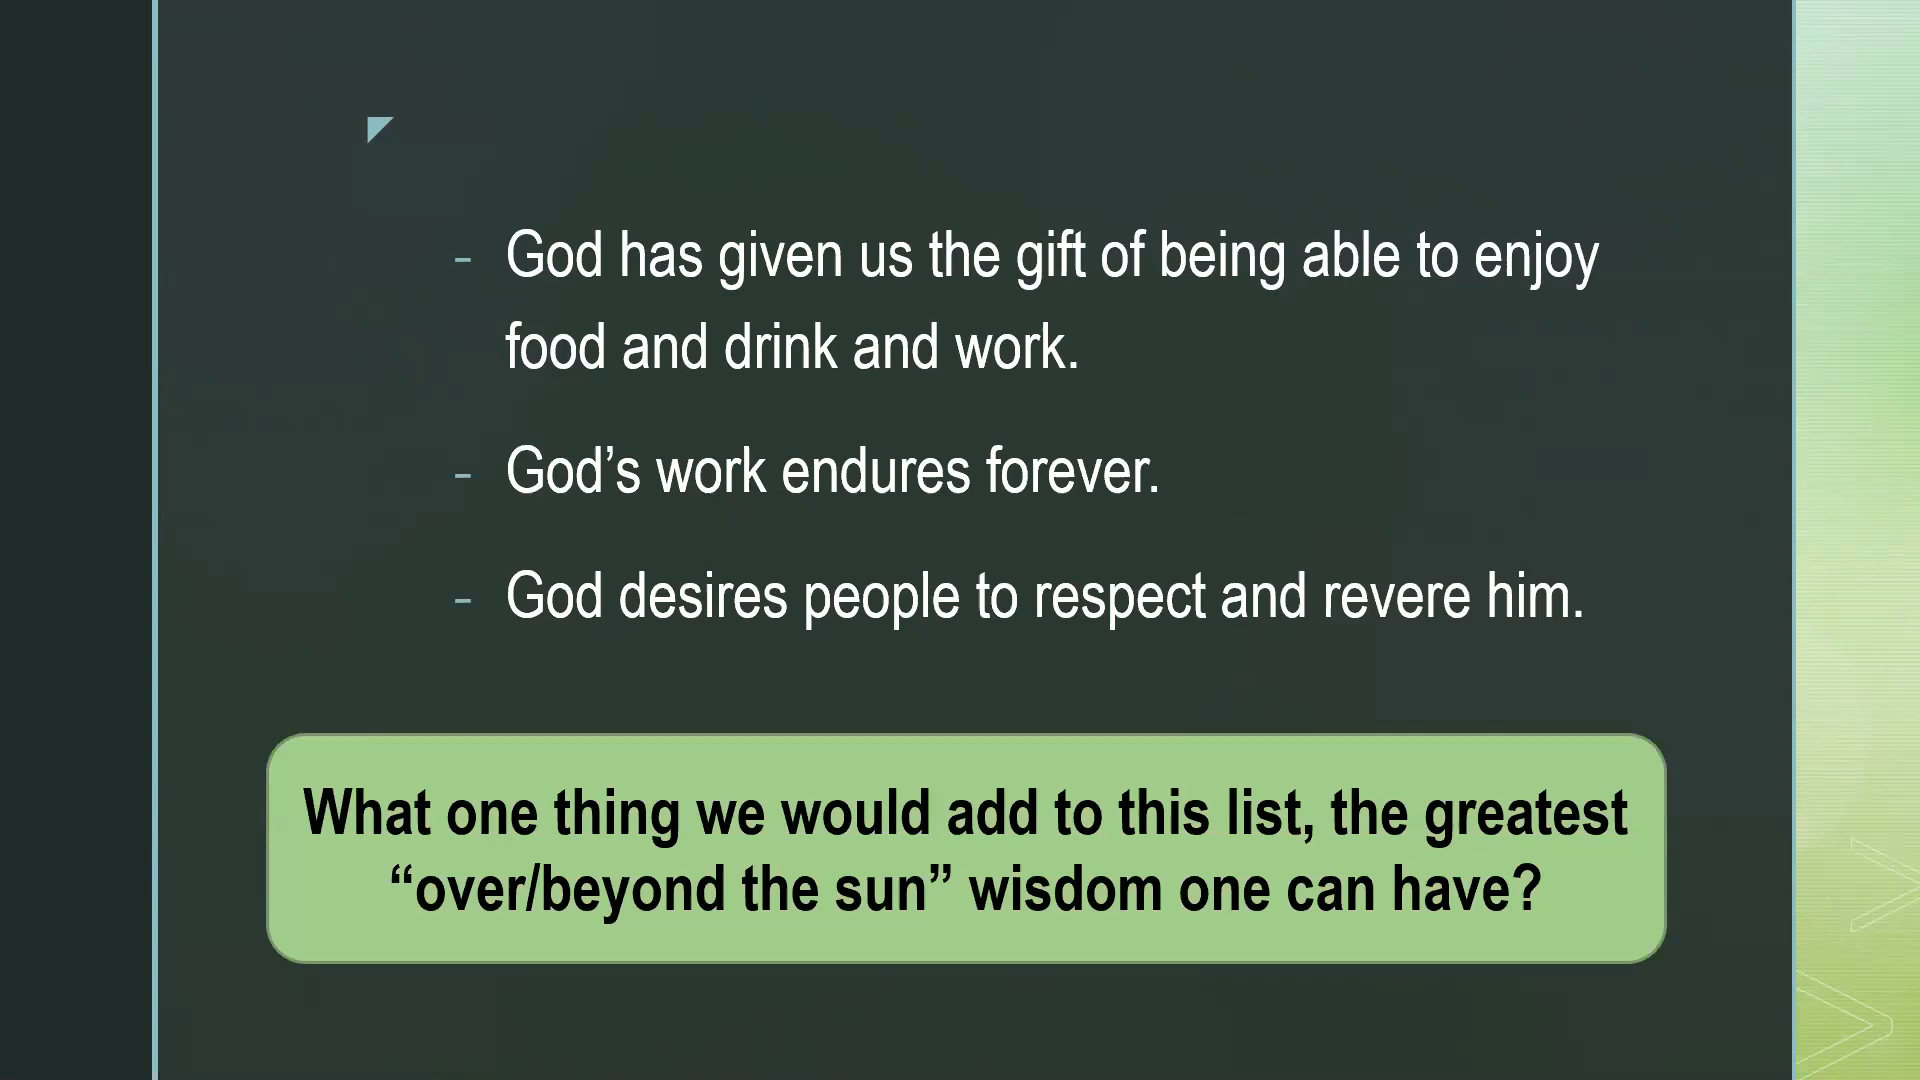 - God has given us the gift of being able to enjoy
food and drink and work.
- God’s work endures forever.
- God desires people to respect and revere him.
What one thing we would add to this list, the greatest
“over/beyond the sun” wisdom one can have?